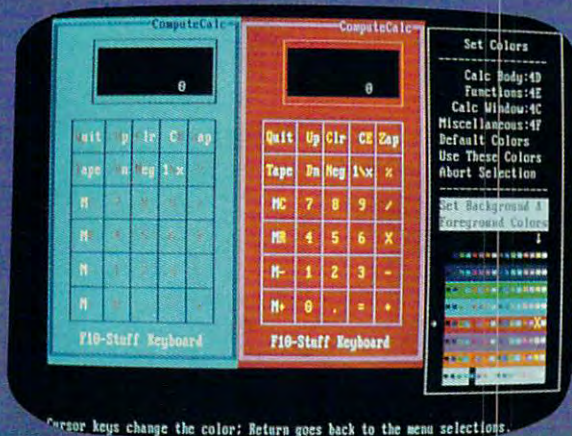 ComputeCalc
0
Quit Up Clr CE Zap
Tape Dn Neg 1\x
M
M
M
M
F10-Stuff Keyboard
ComputeCalc
0
Quit Up Clr CE Zap
Tape Dn Neg 1\x %
MC 7 8 9 /
MR 4 5 6 X
M- 1 2 3 -
M+ 0 . = +
F10-Stuff Keyboard
Set Colors
Calc Body:4D
Functions:4E
Calc Window:4C
Miscellaneous:4F
Default Colors
Use These Colors
Abort Selection
Set Background &
Foreground Colors
Cursor keys change the color; Return goes back to the menu selections.